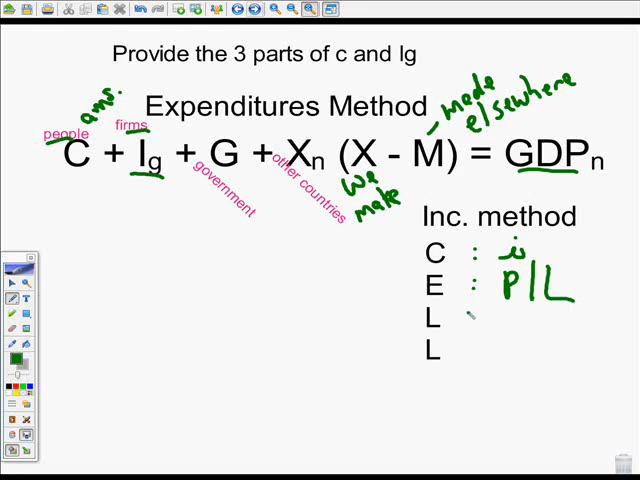 Provide the 3 parts of c and Ig
ams.
Expenditures Method
made
elsewhere
people
firms
C + Ig + G + Xn (X - M) = GDPn
government
other countries
we
make
Inc. method
C : i
E : P/L
L
L